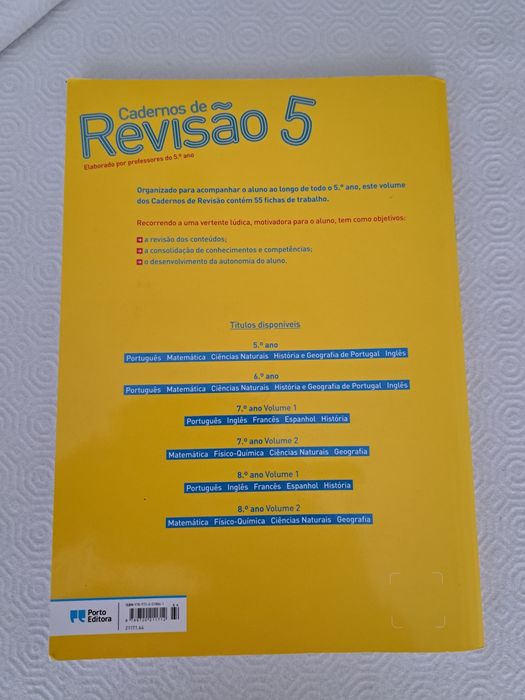 Cadernos de
Revisão 5
Elaborado por professores do 5.º ano
Organizado para acompanhar o aluno ao longo de todo o 5.º ano, este volume
dos Cadernos de Revisão contém 55 fichas de trabalho.
Recorrendo a uma vertente lúdica, motivadora para o aluno, tem como objetivos:
a revisão dos conteúdos;
a consolidação de conhecimentos e competências;
o desenvolvimento da autonomia do aluno.
Títulos disponíveis
5.º ano
Português Matemática Ciências Naturais História e Geografia de Portugal Inglês
6.º ano
Português Matemática Ciências Naturais História e Geografia de Portugal Inglês
7.º ano Volume 1
Português Inglês Francês Espanhol História
7.º ano Volume 2
Matemática Físico-Química Ciências Naturais Geografia
8.º ano Volume 1
Português Inglês Francês Espanhol História
8.º ano Volume 2
Matemática Físico-Química Ciências Naturais Geografia
Porto
Editora
ISBN
21171.44